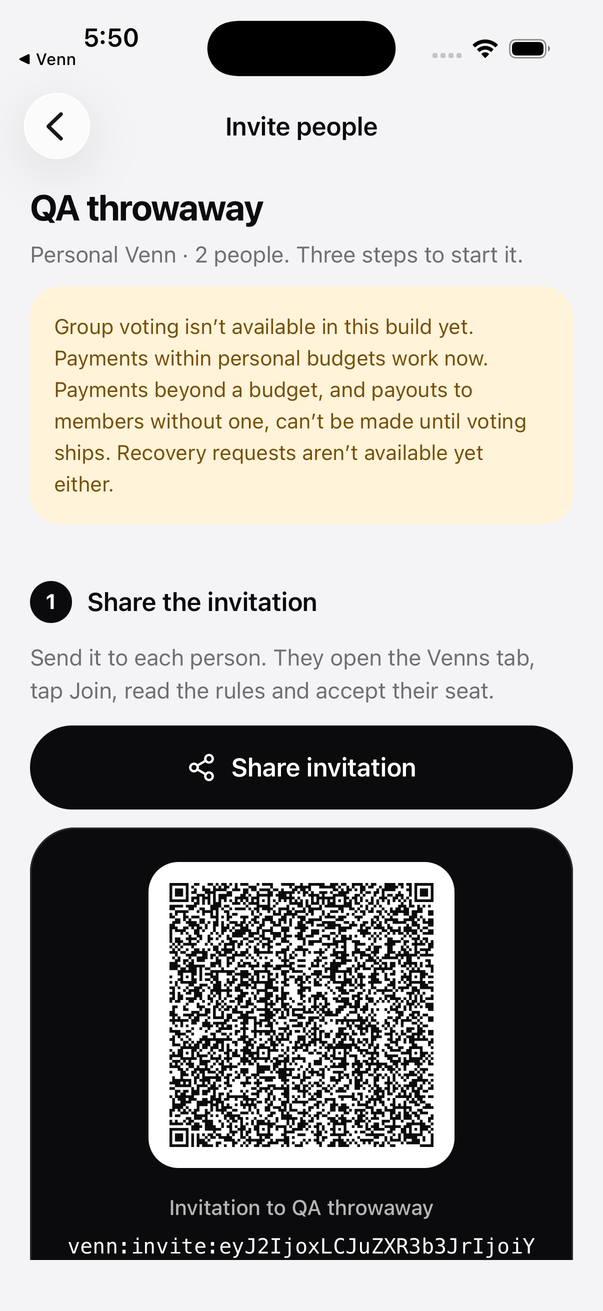 5:50
◀ Venn
Invite people
QA throwaway
Personal Venn · 2 people. Three steps to start it.
Group voting isn’t available in this build yet.
Payments within personal budgets work now.
Payments beyond a budget, and payouts to
members without one, can’t be made until voting
ships. Recovery requests aren’t available yet
either.
1 Share the invitation
Send it to each person. They open the Venns tab,
tap Join, read the rules and accept their seat.
Share invitation
Invitation to QA throwaway
venn:invite:eyJ2IjoxLCJuZXR3b3JrIjoiY